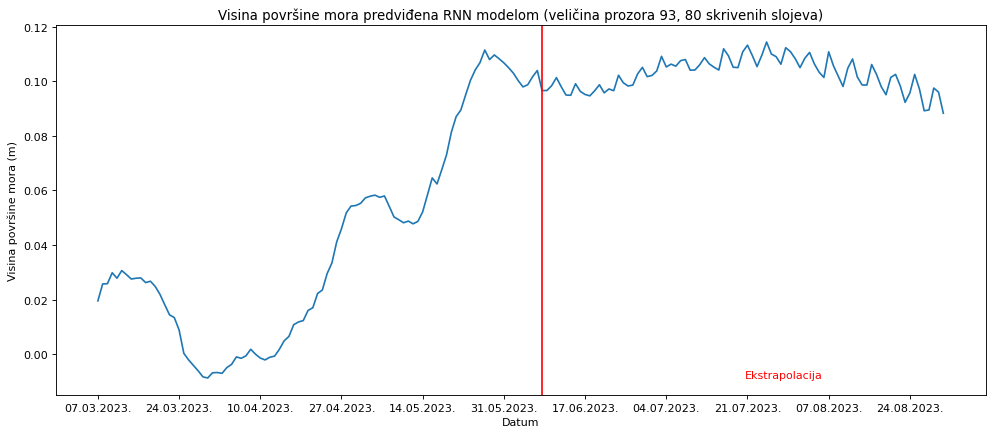 Visina površine mora predviđena RNN modelom (veličina prozora 93, 80 skrivenih slojeva)
0.12
0.10
0.08
0.06
0.04
0.02
0.00
Visina površine mora (m)
Ekstrapolacija
07.03.2023. 24.03.2023. 10.04.2023. 27.04.2023. 14.05.2023. 31.05.2023. 17.06.2023. 04.07.2023. 21.07.2023. 07.08.2023. 24.08.2023.
Datum